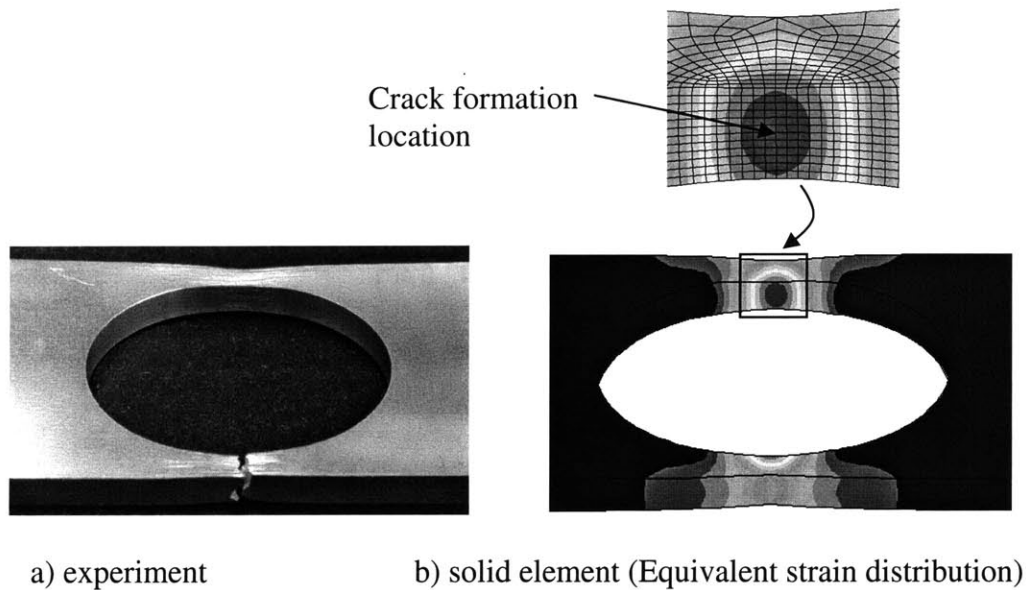 Crack formation
location
a) experiment
b) solid element (Equivalent strain distribution)